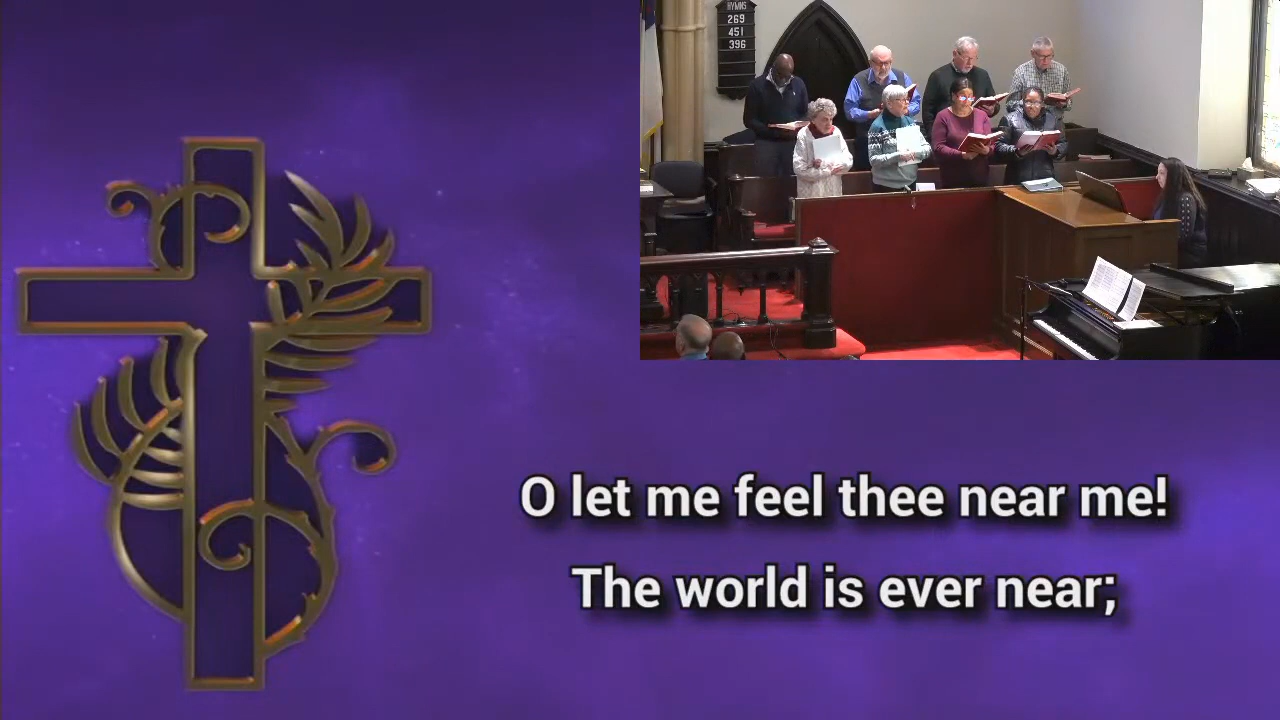 HYMNS
269
451
396
O let me feel thee near me!
The world is ever near;